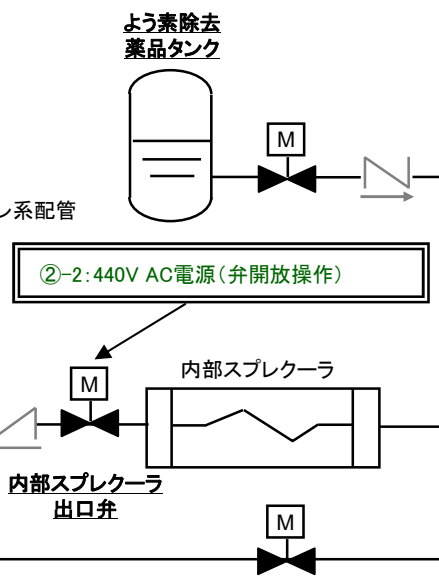 よう素除去
薬品タンク
M
レ系配管
②-2:440V AC電源(弁開放操作)
M
内部スプレクーラ
内部スプレクーラ
出口弁
M